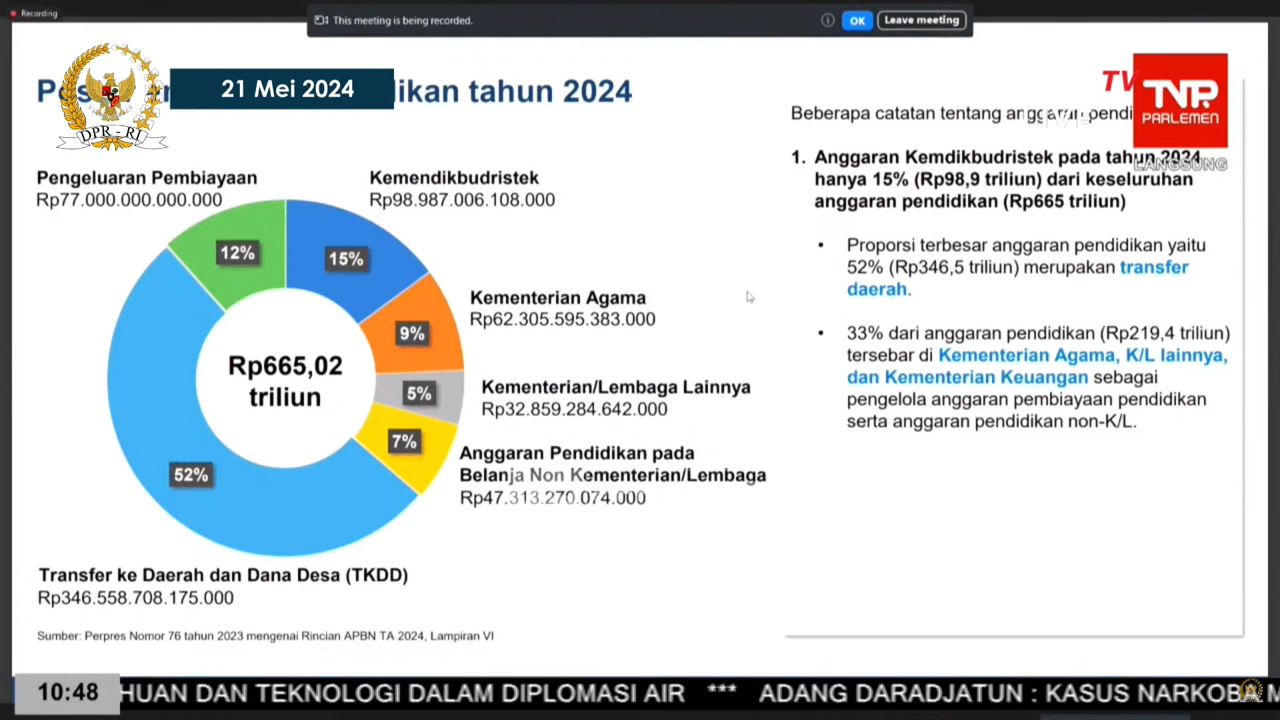 Recording
This meeting is being recorded.
OK
Leave meeting
21 Mei 2024
tahun 2024
DPR - RI
TV
TVP.
PARLEMEN
LANGSUNG
Beberapa catatan tentang anggaran
Pengeluaran Pembiayaan
Rp77.000.000.000.000
Kemendikbudristek
Rp98.987.006.108.000
12%
15%
Kementerian Agama
Rp62.305.595.383.000
9%
Kementerian/Lembaga Lainnya
Rp32.859.284.642.000
5%
Anggaran Pendidikan pada
Belanja Non Kementerian/Lembaga
Rp47.313.270.074.000
7%
52%
Rp665,02
triliun
Transfer ke Daerah dan Dana Desa (TKDD)
Rp346.558.708.175.000
Sumber: Perpres Nomor 76 tahun 2023 mengenai Rincian APBN TA 2024, Lampiran VI
1. Anggaran Kemdikbudristek pada tahun 2024
hanya 15% (Rp98,9 triliun) dari keseluruhan
anggaran pendidikan (Rp665 triliun)
• Proporsi terbesar anggaran pendidikan yaitu
52% (Rp346,5 triliun) merupakan transfer
daerah.
• 33% dari anggaran pendidikan (Rp219,4 triliun)
tersebar di Kementerian Agama, K/L lainnya,
dan Kementerian Keuangan sebagai
pengelola anggaran pembiayaan pendidikan
serta anggaran pendidikan non-K/L.
10:48
HUAN DAN TEKNOLOGI DALAM DIPLOMASI AIR *** ADANG DARADJATUN : KASUS NARKOBA